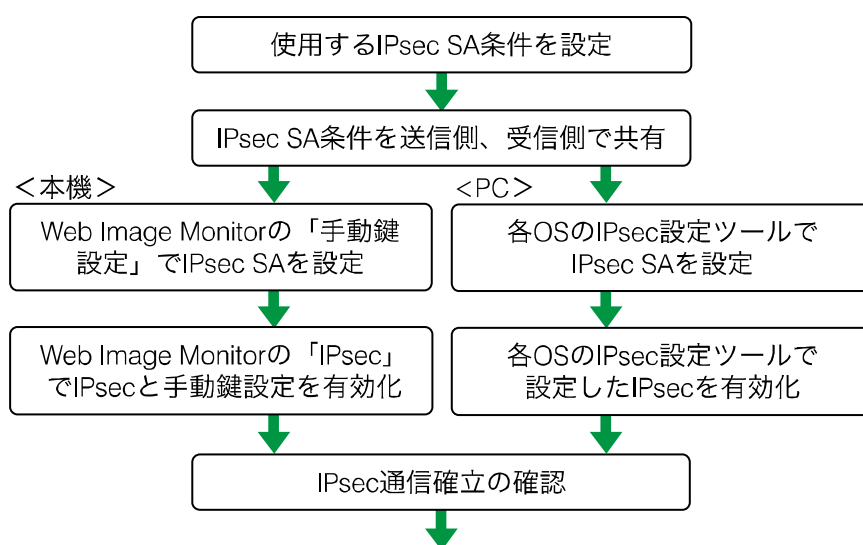 使用するIPsec SA条件を設定
IPsec SA条件を送信側、受信側で共有
＜本機＞
Web Image Monitorの「手動鍵
設定」でIPsec SAを設定
Web Image Monitorの「IPsec」
でIPsecと手動鍵設定を有効化
<PC>
各OSのIPsec設定ツールで
IPsec SAを設定
各OSのIPsec設定ツールで
設定したIPsecを有効化
IPsec通信確立の確認